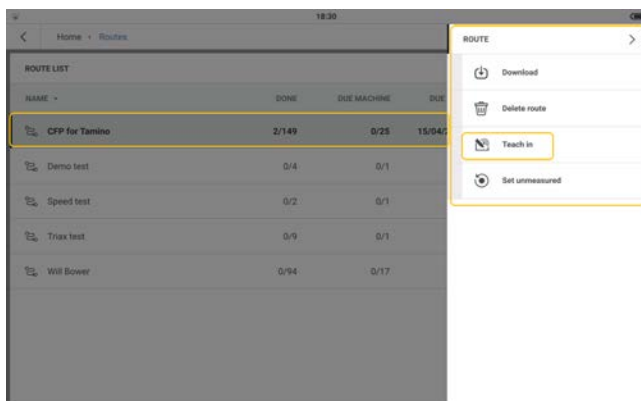 18:30
Home
Routes
ROUTE
ROUTE LIST
NAME
DONE
DUE MACHINE
DUE
CFP for Tamino
2/149
0/25
Demo test
0/4
0/1
Speed test
0/2
0/1
Triax test
0/9
0/1
Will Bower
0/94
0/17
Download
Delete route
Teach in
Set unmeasured